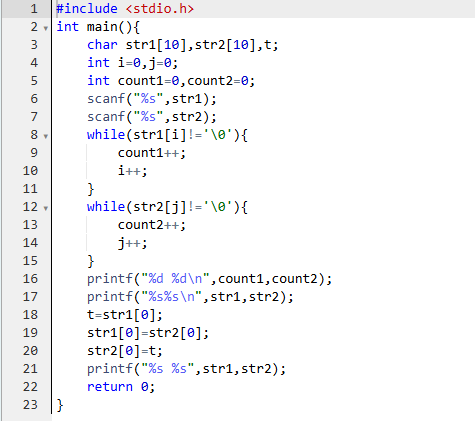 1 #include <stdio.h>
2 int main(){
3     char str1[10],str2[10],t;
4     int i=0,j=0;
5     int count1=0,count2=0;
6     scanf("%s",str1);
7     scanf("%s",str2);
8     while(str1[i]!='\0'){
9         count1++;
10         i++;
11     }
12     while(str2[j]!='\0'){
13         count2++;
14         j++;
15     }
16     printf("%d %d\n",count1,count2);
17     printf("%s%s\n",str1,str2);
18     t=str1[0];
19     str1[0]=str2[0];
20     str2[0]=t;
21     printf("%s %s",str1,str2);
22     return 0;
23 }